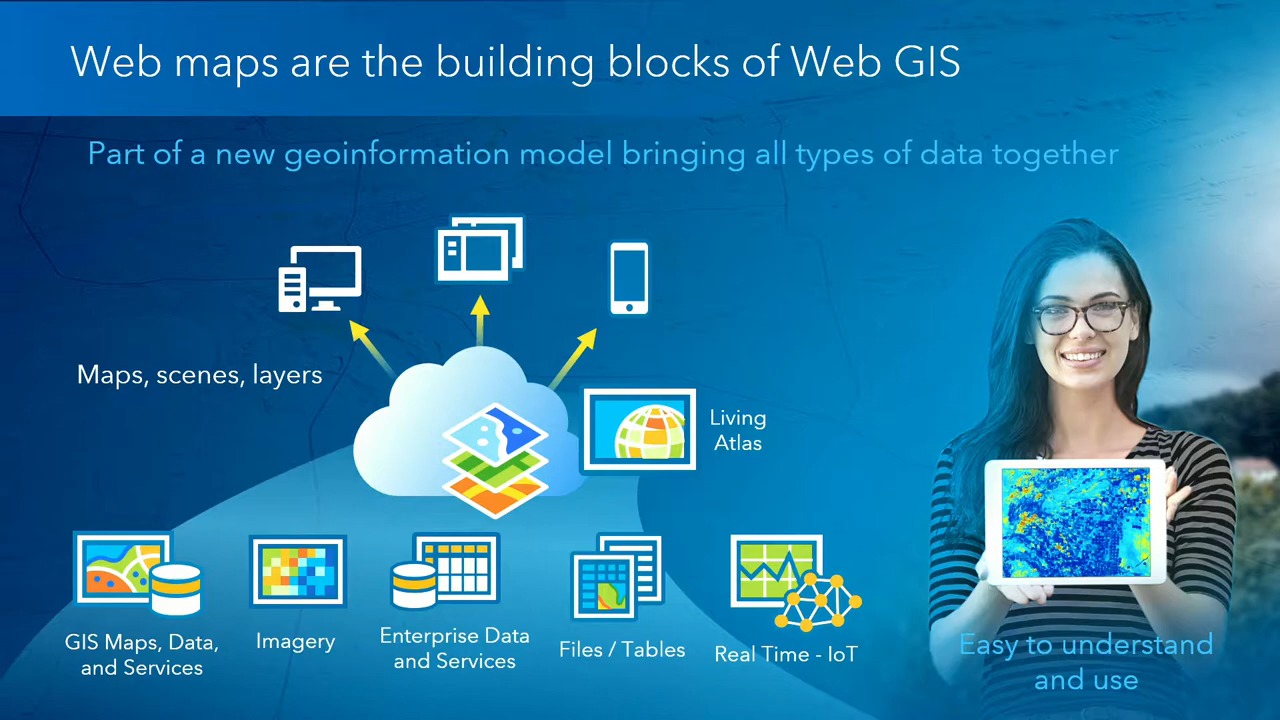 Web maps are the building blocks of Web GIS
Part of a new geoinformation model bringing all types of data together
Maps, scenes, layers
Living
Atlas
GIS Maps, Data,
and Services
Imagery
Enterprise Data
and Services
Files / Tables
Real Time - IoT
Easy to understand
and use